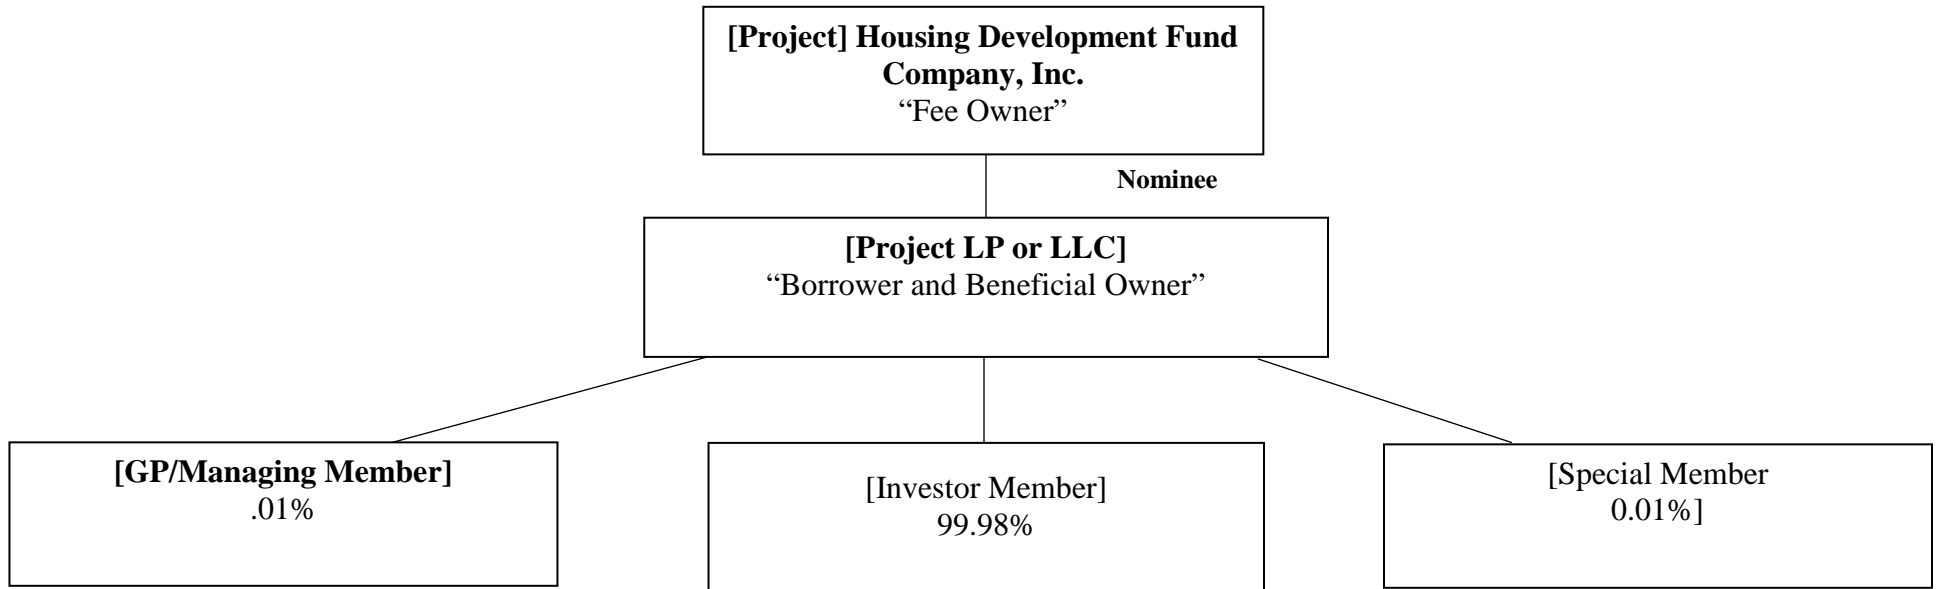 [Project] Housing Development Fund
Company, Inc.
“Fee Owner”
Nominee
[Project LP or LLC]
“Borrower and Beneficial Owner”
[GP/Managing Member]
.01%
[Investor Member]
99.98%
[Special Member
0.01%]